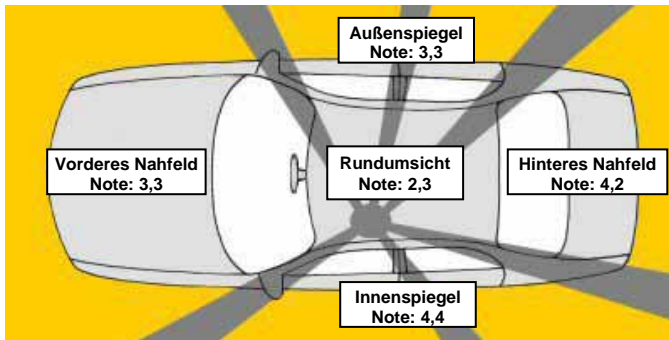 Außenspiegel
Note: 3,3
Vorderes Nahfeld
Note: 3,3
Rundumsicht
Note: 2,3
Hinteres Nahfeld
Note: 4,2
Innenspiegel
Note: 4,4